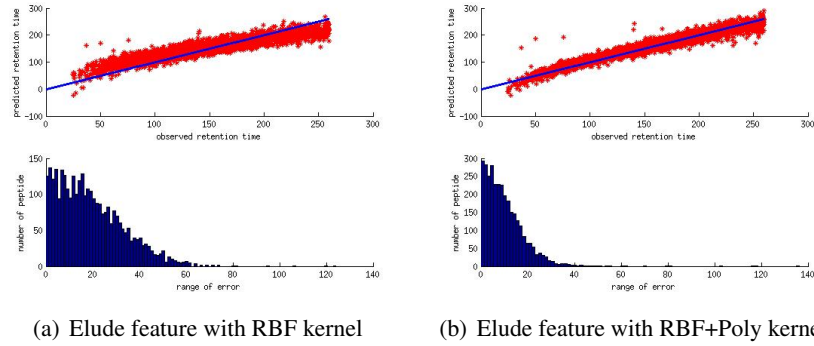 300
200
100
0
-100
predicted retention time
0 50 100 150 200 250 300
observed retention time
150
100
50
0
number of peptide
0 20 40 60 80 100 120 140
range of error
(a) Elude feature with RBF kernel
300
200
100
0
-100
predicted retention time
0 50 100 150 200 250 300
observed retention time
300
250
200
150
100
50
0
number of peptide
0 20 40 60 80 100 120 140
range of error
(b) Elude feature with RBF+Poly kerne